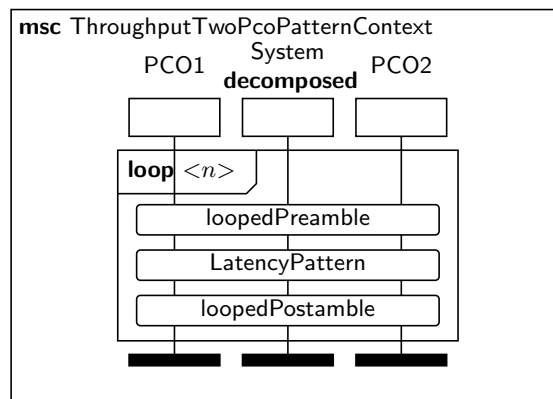 msc ThroughputTwoPcoPatternContext
System
PCO1 PCO2
decomposed
loop <n>
loopedPreamble
LatencyPattern
loopedPostamble